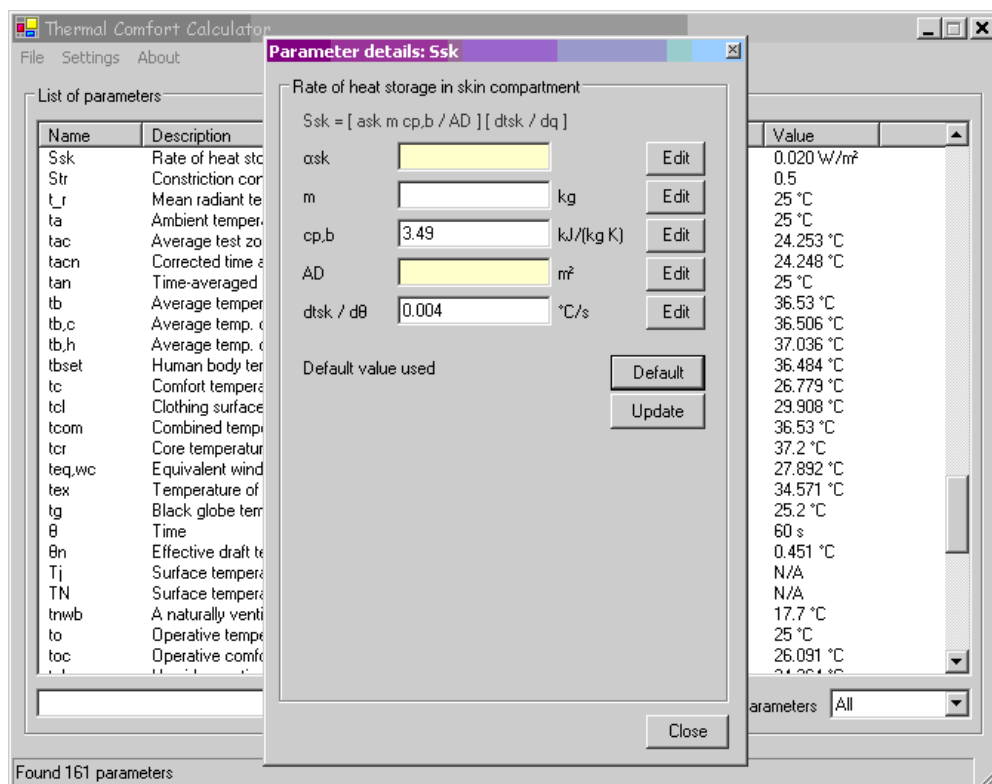 Thermal Comfort Calculator
File Settings About
Parameter details: Ssk
List of parameters
Name Description Value
Ssk Rate of heat sto 0.020 W/m²
Str Constriction con 0.5
t_r Mean radiant te 25 °C
ta Ambient temper 25 °C
tac Average test zo 24.253 °C
tacn Corrected time a 24.248 °C
tan Time-averaged 25 °C
tb Average temper 36.53 °C
tb,c Average temp. c 36.506 °C
tb,h Average temp. c 37.036 °C
tbset Human body ter 36.484 °C
tc Comfort tempera 26.779 °C
tcl Clothing surface 29.908 °C
tcom Combined tempe 36.53 °C
tcr Core temperatur 37.2 °C
teq,wc Equivalent wind 27.892 °C
tex Temperature of 34.571 °C
tg Black globe tem 25.2 °C
θ Time 60 s
θn Effective draft te 0.451 °C
Tj Surface tempera N/A
TN Surface tempera N/A
tnwb A naturally venti 17.7 °C
to Operative tempe 25 °C
toc Operative comfo 26.091 °C
Rate of heat storage in skin compartment
Ssk = [ ask m cp,b / AD ] [ dtsk / dq ]
αsk Edit
m kg Edit
cp,b 3.49 kJ/(kg K) Edit
AD m² Edit
dtsk / dθ 0.004 °C/s Edit
Default value used Default
Update
Close
arameters All
Found 161 parameters